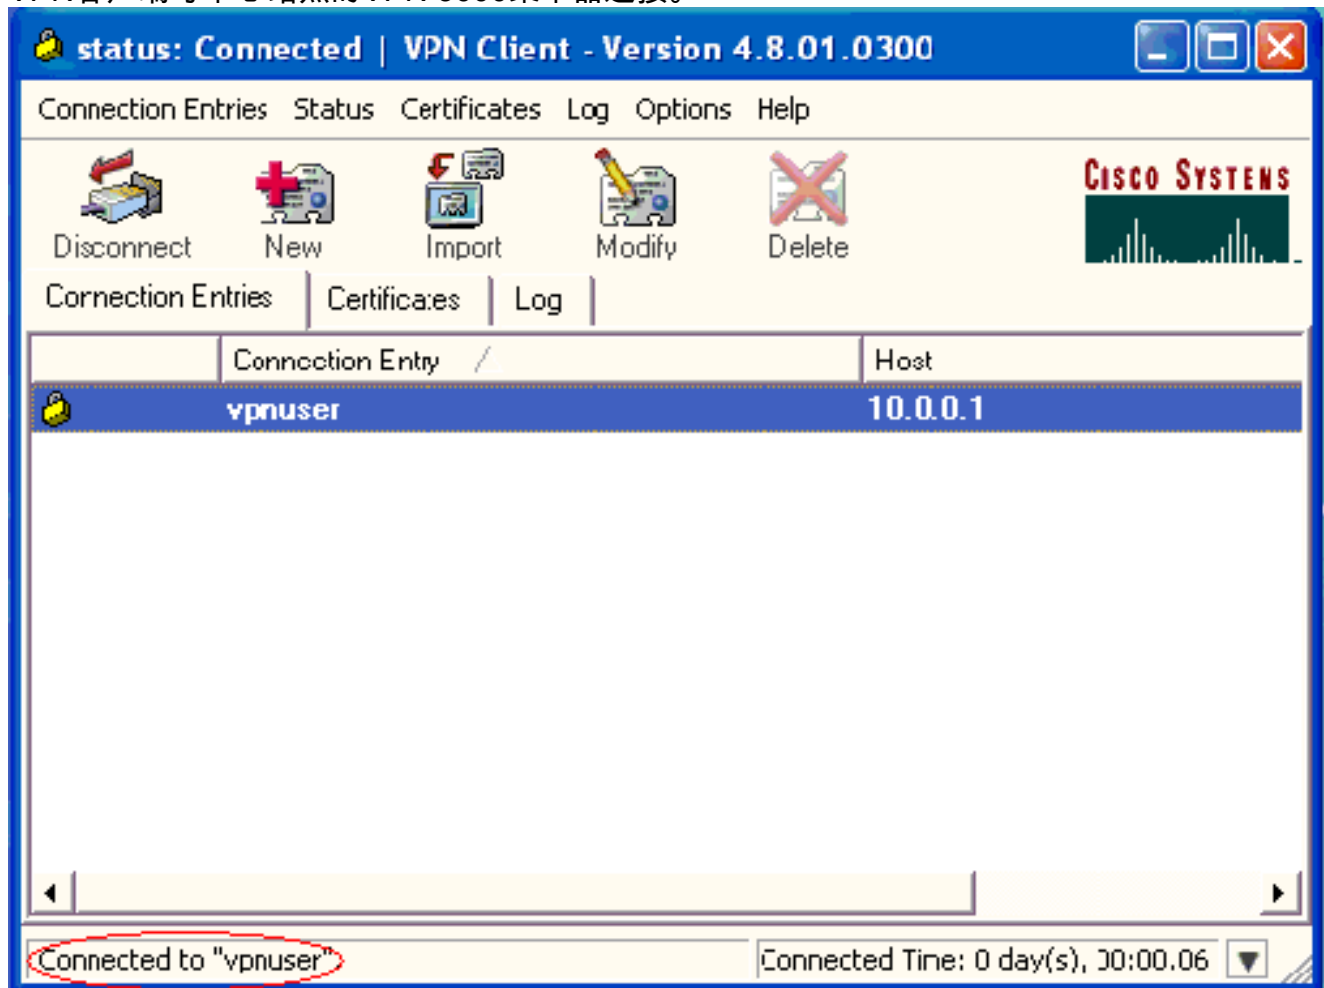 status: Connected | VPN Client - Version 4.8.01.0300
Connection Entries Status Certificates Log Options Help
CISCO SYSTEMS
Disconnect New Import Modify Delete
Connection Entries Certificates Log
Connection Entry Host
vpnuser 10.0.0.1
Connected to "vpnuser" Connected Time: 0 day(s), 00:00.06